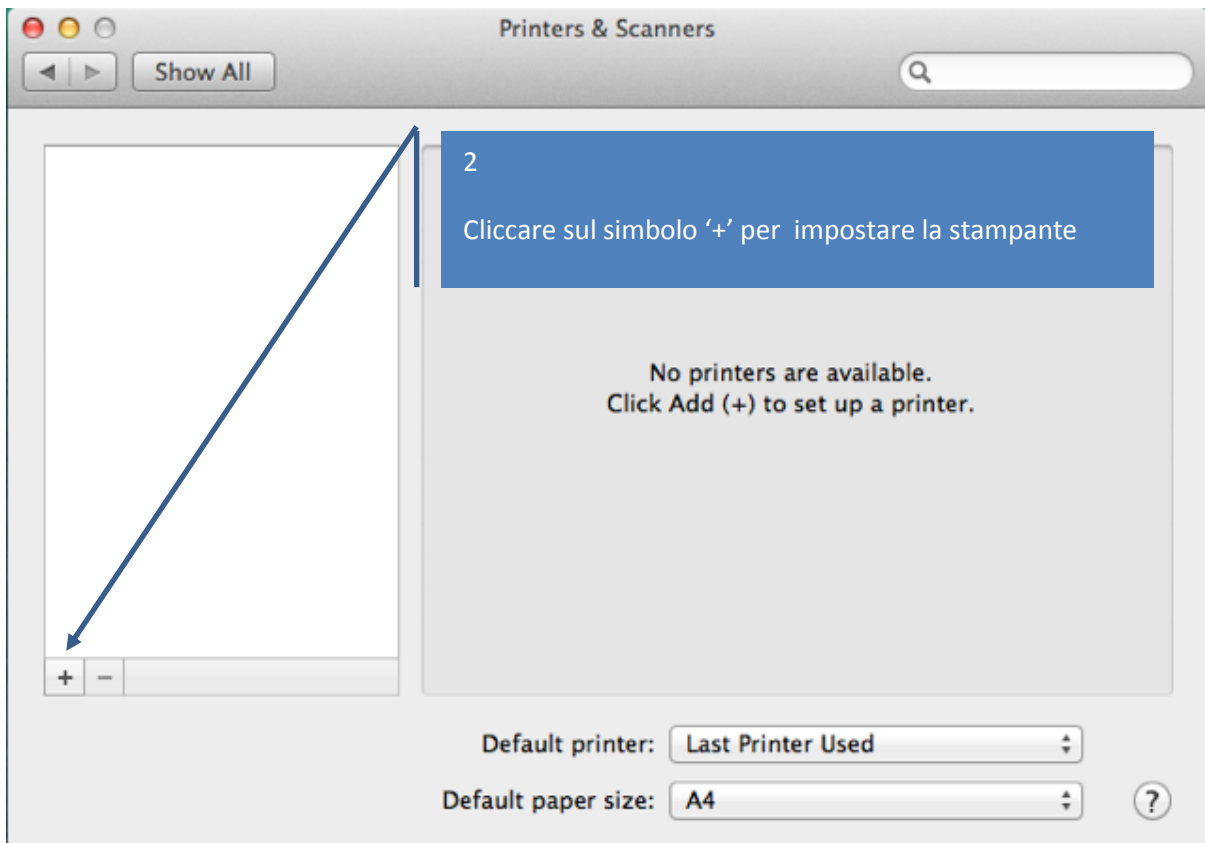 Printers & Scanners
Show All
2
Cliccare sul simbolo ‘+’ per impostare la stampante
No printers are available.
Click Add (+) to set up a printer.
+ −
Default printer: Last Printer Used
Default paper size: A4 ?